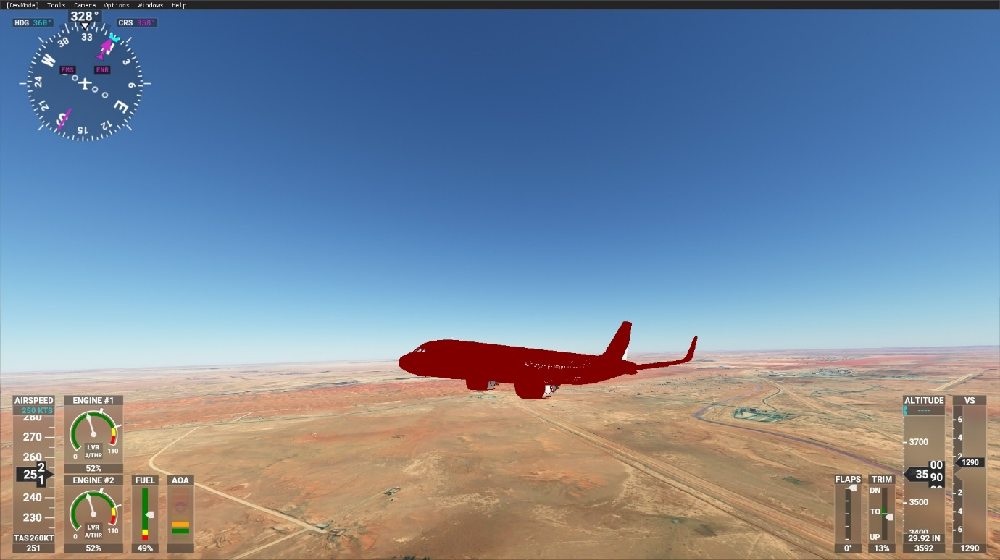 [DevMode] Tools Camera Options Windows Help
HDG 360°
328°
CRS 358°
30 33 N 3 6 E 12 15 S 21 24 W
FMS ENR
AIRSPEED
250 KTS
280
270
260
25 2 1
240
230
TAS 260KT
251
ENGINE #1
LVR
A/THR
0 110
52%
ENGINE #2
LVR
A/THR
0 110
52%
FUEL
49%
AOA
FLAPS
0°
TRIM
DN
TO
UP
13%
ALTITUDE
----
3700
35 00 90
3500
3400
29.92 IN
3592
VS
6
4
2
1290
2
4
6
1290